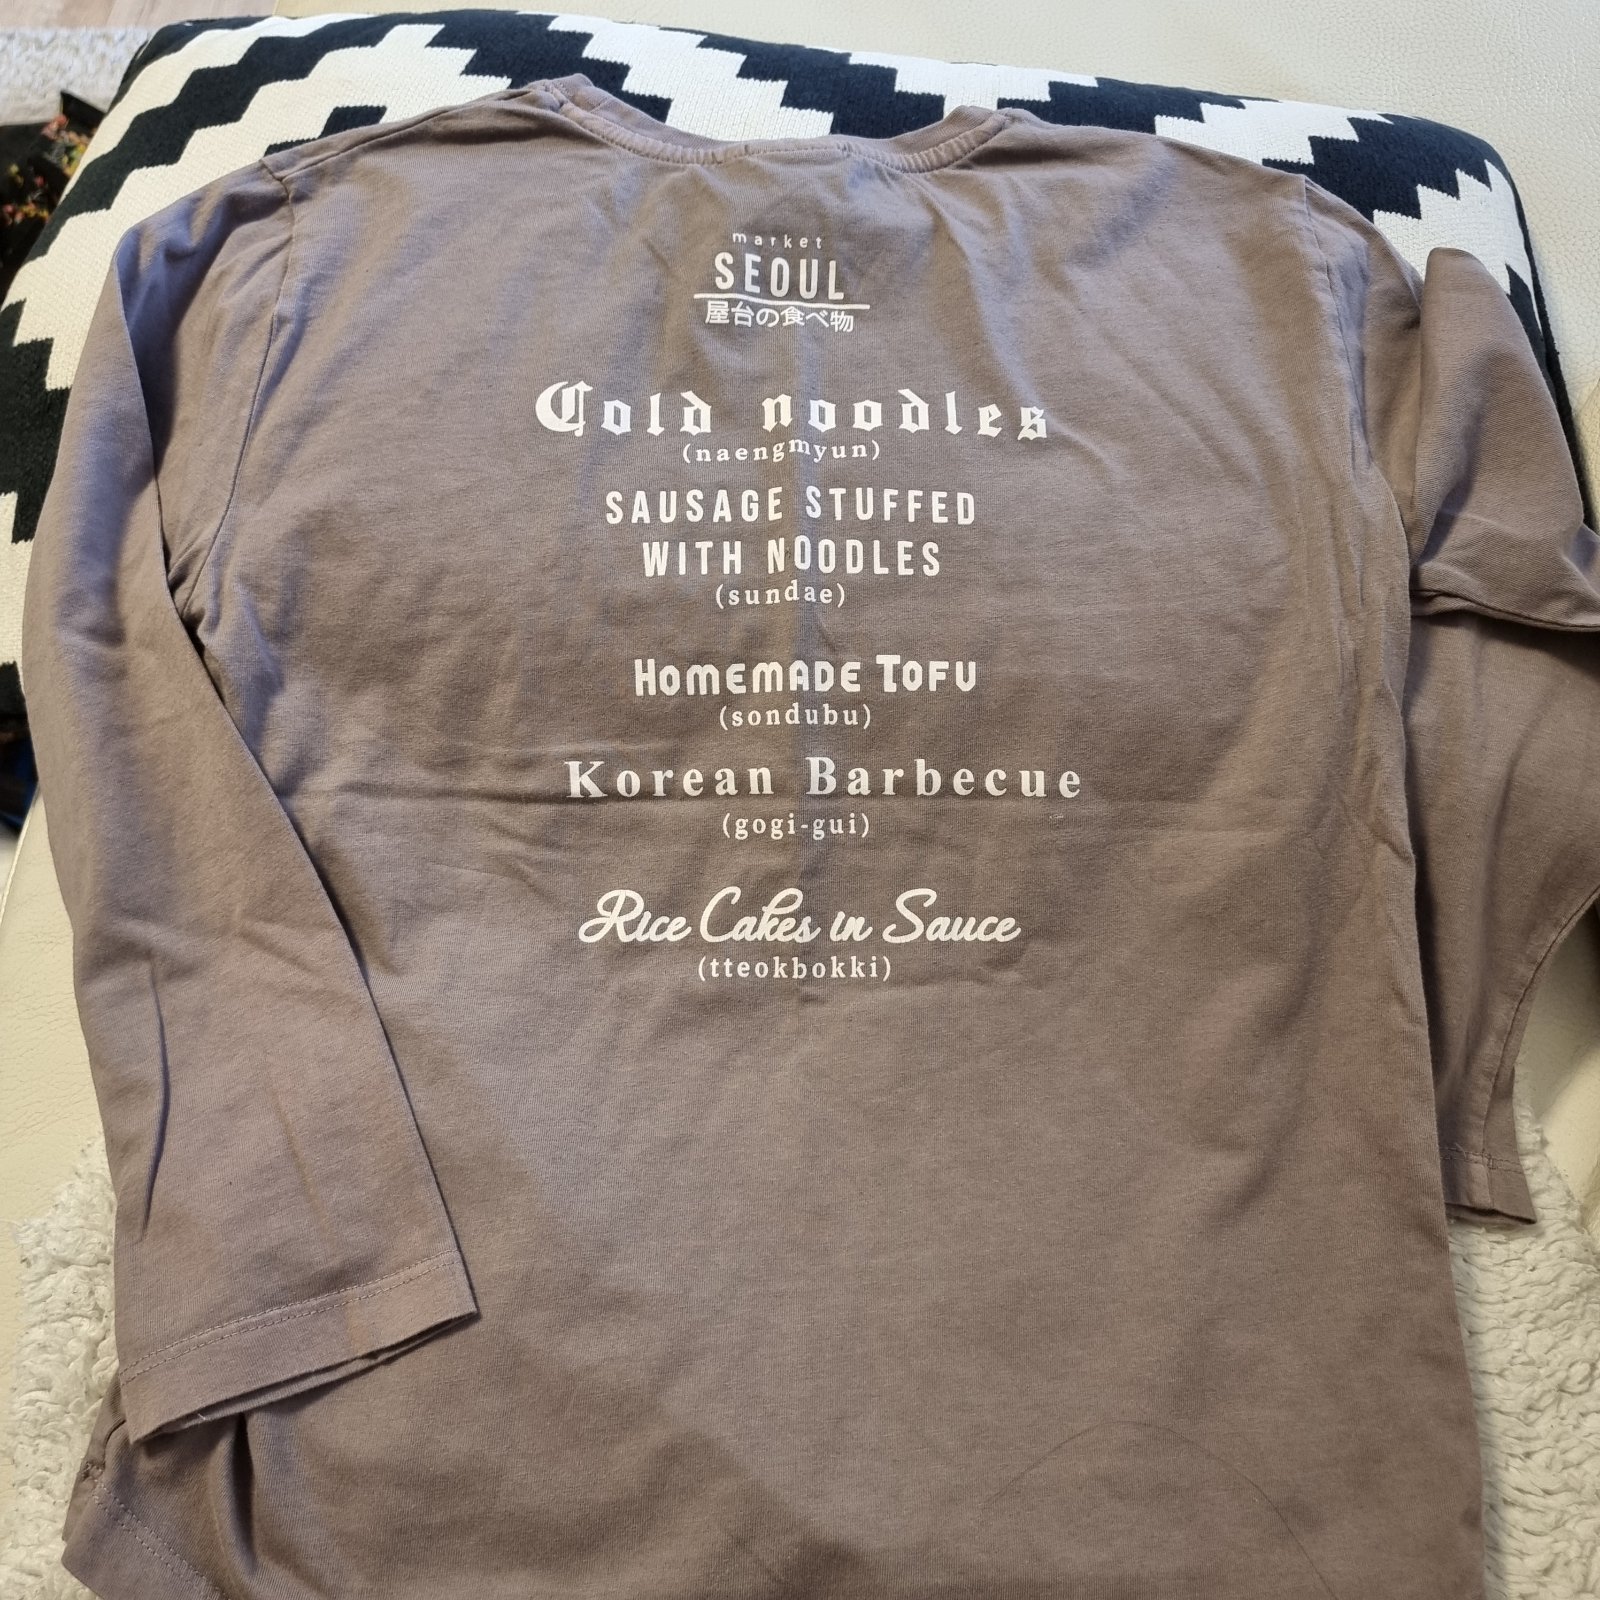 market
SEOUL
屋台の食べ物
Cold noodles
(naengmyun)
SAUSAGE STUFFED
WITH NOODLES
(sundae)
HOMEMADE TOFU
(sondubu)
Korean Barbecue
(gogi-gui)
Rice Cakes in Sauce
(tteokbokki)